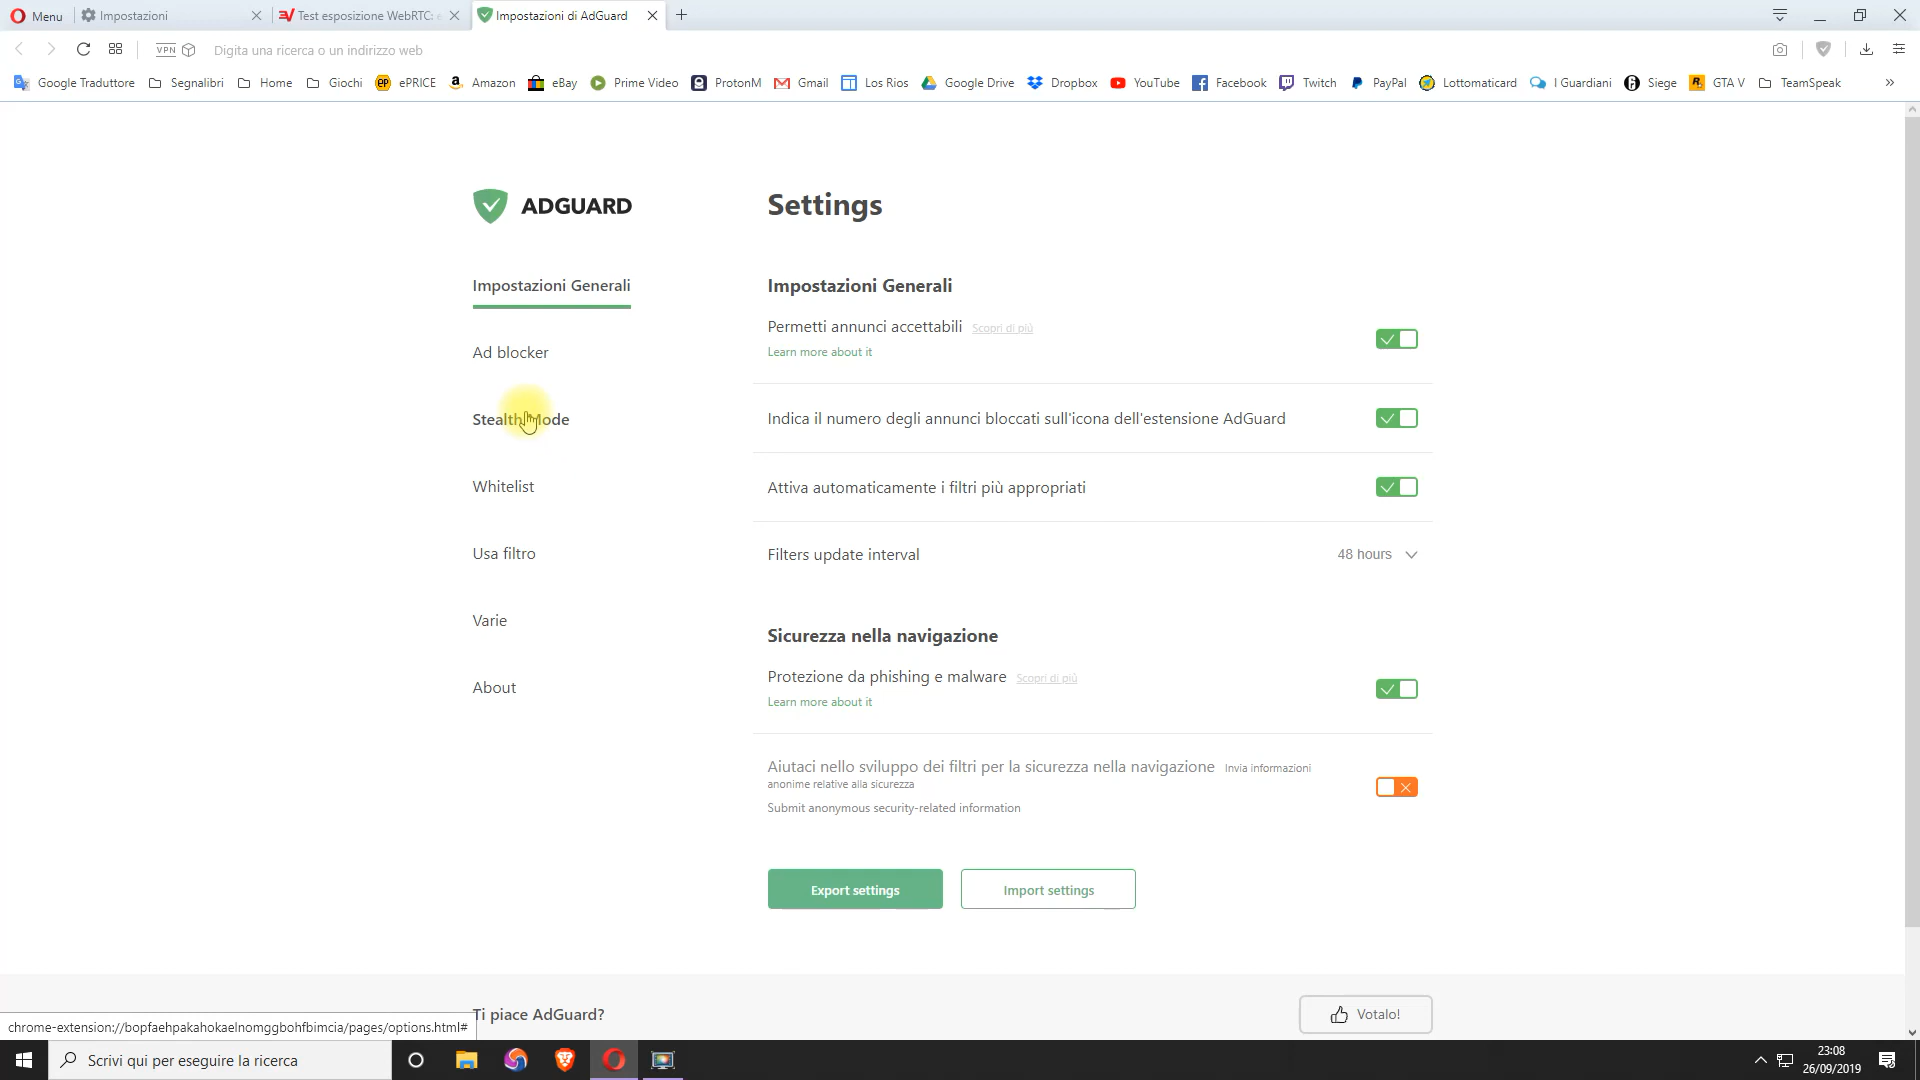 Menu
Impostazioni
Test esposizione WebRTC:
Impostazioni di AdGuard
VPN
Digita una ricerca o un indirizzo web
Google Traduttore
Segnalibri
Home
Giochi
ePRICE
Amazon
eBay
Prime Video
ProtonM
Gmail
Los Rios
Google Drive
Dropbox
YouTube
Facebook
Twitch
PayPal
Lottomaticard
I Guardiani
Siege
GTA V
TeamSpeak
»
ADGUARD
Settings
Impostazioni Generali
Ad blocker
Stealth Mode
Whitelist
Usa filtro
Varie
About
Impostazioni Generali
Permetti annunci accettabili Scopri di più
Learn more about it
Indica il numero degli annunci bloccati sull'icona dell'estensione AdGuard
Attiva automaticamente i filtri più appropriati
Filters update interval
48 hours
Sicurezza nella navigazione
Protezione da phishing e malware Scopri di più
Learn more about it
Aiutaci nello sviluppo dei filtri per la sicurezza nella navigazione Invia informazioni
anonime relative alla sicurezza
Submit anonymous security-related information
Export settings
Import settings
Ti piace AdGuard?
Votalo!
chrome-extension://bopfaehpakahokaelnomggbohfbimcia/pages/options.html#
Scrivi qui per eseguire la ricerca
23:08
26/09/2019